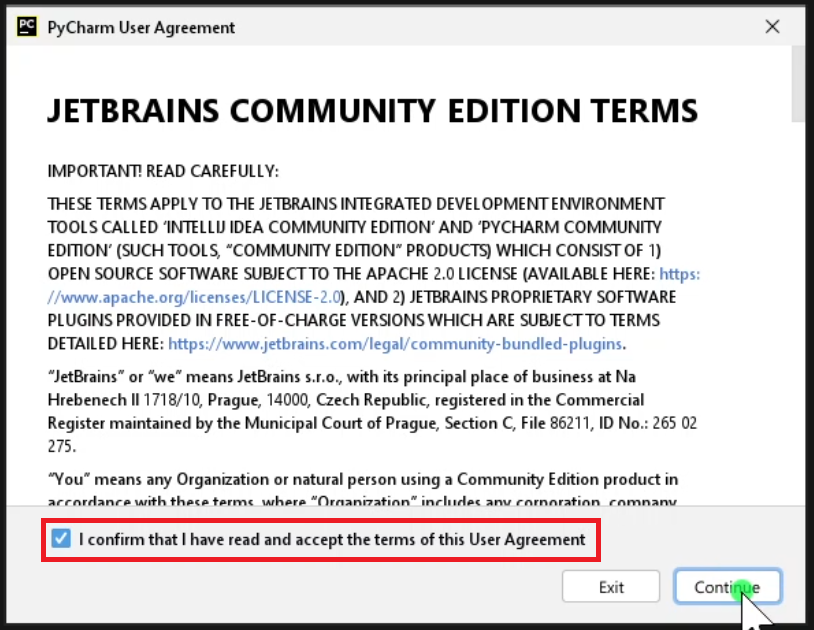 PC PyCharm User Agreement
JETBRAINS COMMUNITY EDITION TERMS
IMPORTANT! READ CAREFULLY:
THESE TERMS APPLY TO THE JETBRAINS INTEGRATED DEVELOPMENT ENVIRONMENT
TOOLS CALLED ‘INTELLIJ IDEA COMMUNITY EDITION’ AND ‘PYCHARM COMMUNITY
EDITION’ (SUCH TOOLS, “COMMUNITY EDITION” PRODUCTS) WHICH CONSIST OF 1)
OPEN SOURCE SOFTWARE SUBJECT TO THE APACHE 2.0 LICENSE (AVAILABLE HERE: https:
//www.apache.org/licenses/LICENSE-2.0), AND 2) JETBRAINS PROPRIETARY SOFTWARE
PLUGINS PROVIDED IN FREE-OF-CHARGE VERSIONS WHICH ARE SUBJECT TO TERMS
DETAILED HERE: https://www.jetbrains.com/legal/community-bundled-plugins.
“JetBrains” or “we” means JetBrains s.r.o., with its principal place of business at Na
Hrebenech II 1718/10, Prague, 14000, Czech Republic, registered in the Commercial
Register maintained by the Municipal Court of Prague, Section C, File 86211, ID No.: 265 02
275.
“You” means any Organization or natural person using a Community Edition product in
accordance with these terms, where “Organization” includes any corporation, company
I confirm that I have read and accept the terms of this User Agreement
Exit Continue